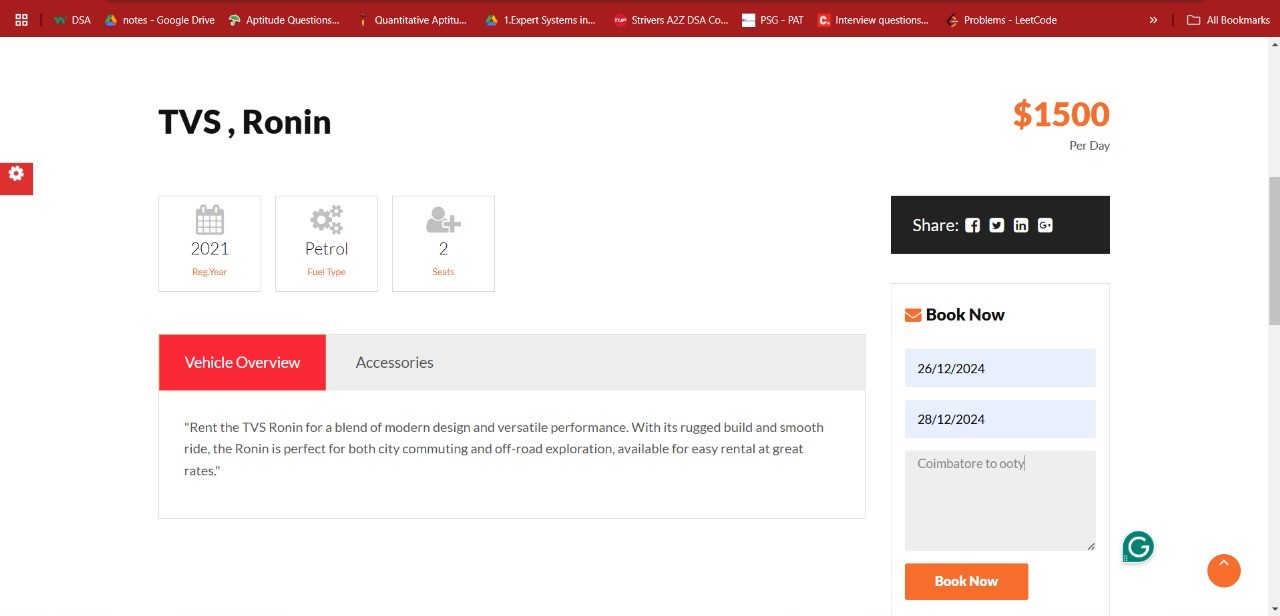 DSA
notes - Google Drive
Aptitude Questions...
Quantitative Aptitu...
1.Expert Systems in...
Strivers A2Z DSA Co...
PSG - PAT
Interview questions...
Problems - LeetCode
»
All Bookmarks
TVS , Ronin
$1500
Per Day
2021
Reg.Year
Petrol
Fuel Type
2
Seats
Share:
Vehicle Overview
Accessories
"Rent the TVS Ronin for a blend of modern design and versatile performance. With its rugged build and smooth
ride, the Ronin is perfect for both city commuting and off-road exploration, available for easy rental at great
rates."
Book Now
26/12/2024
28/12/2024
Coimbatore to ooty
Book Now